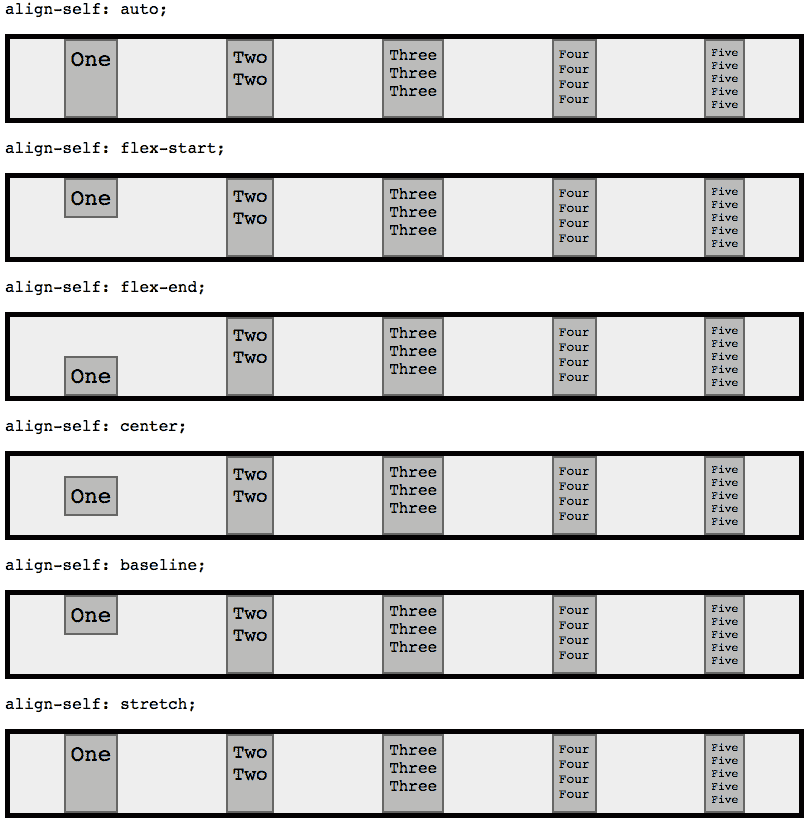 align-self: auto;
One
Two
Two
Three
Three
Three
Four
Four
Four
Four
Five
Five
Five
Five
Five
align-self: flex-start;
One
Two
Two
Three
Three
Three
Four
Four
Four
Four
Five
Five
Five
Five
Five
align-self: flex-end;
One
Two
Two
Three
Three
Three
Four
Four
Four
Four
Five
Five
Five
Five
Five
align-self: center;
One
Two
Two
Three
Three
Three
Four
Four
Four
Four
Five
Five
Five
Five
Five
align-self: baseline;
One
Two
Two
Three
Three
Three
Four
Four
Four
Four
Five
Five
Five
Five
Five
align-self: stretch;
One
Two
Two
Three
Three
Three
Four
Four
Four
Four
Five
Five
Five
Five
Five